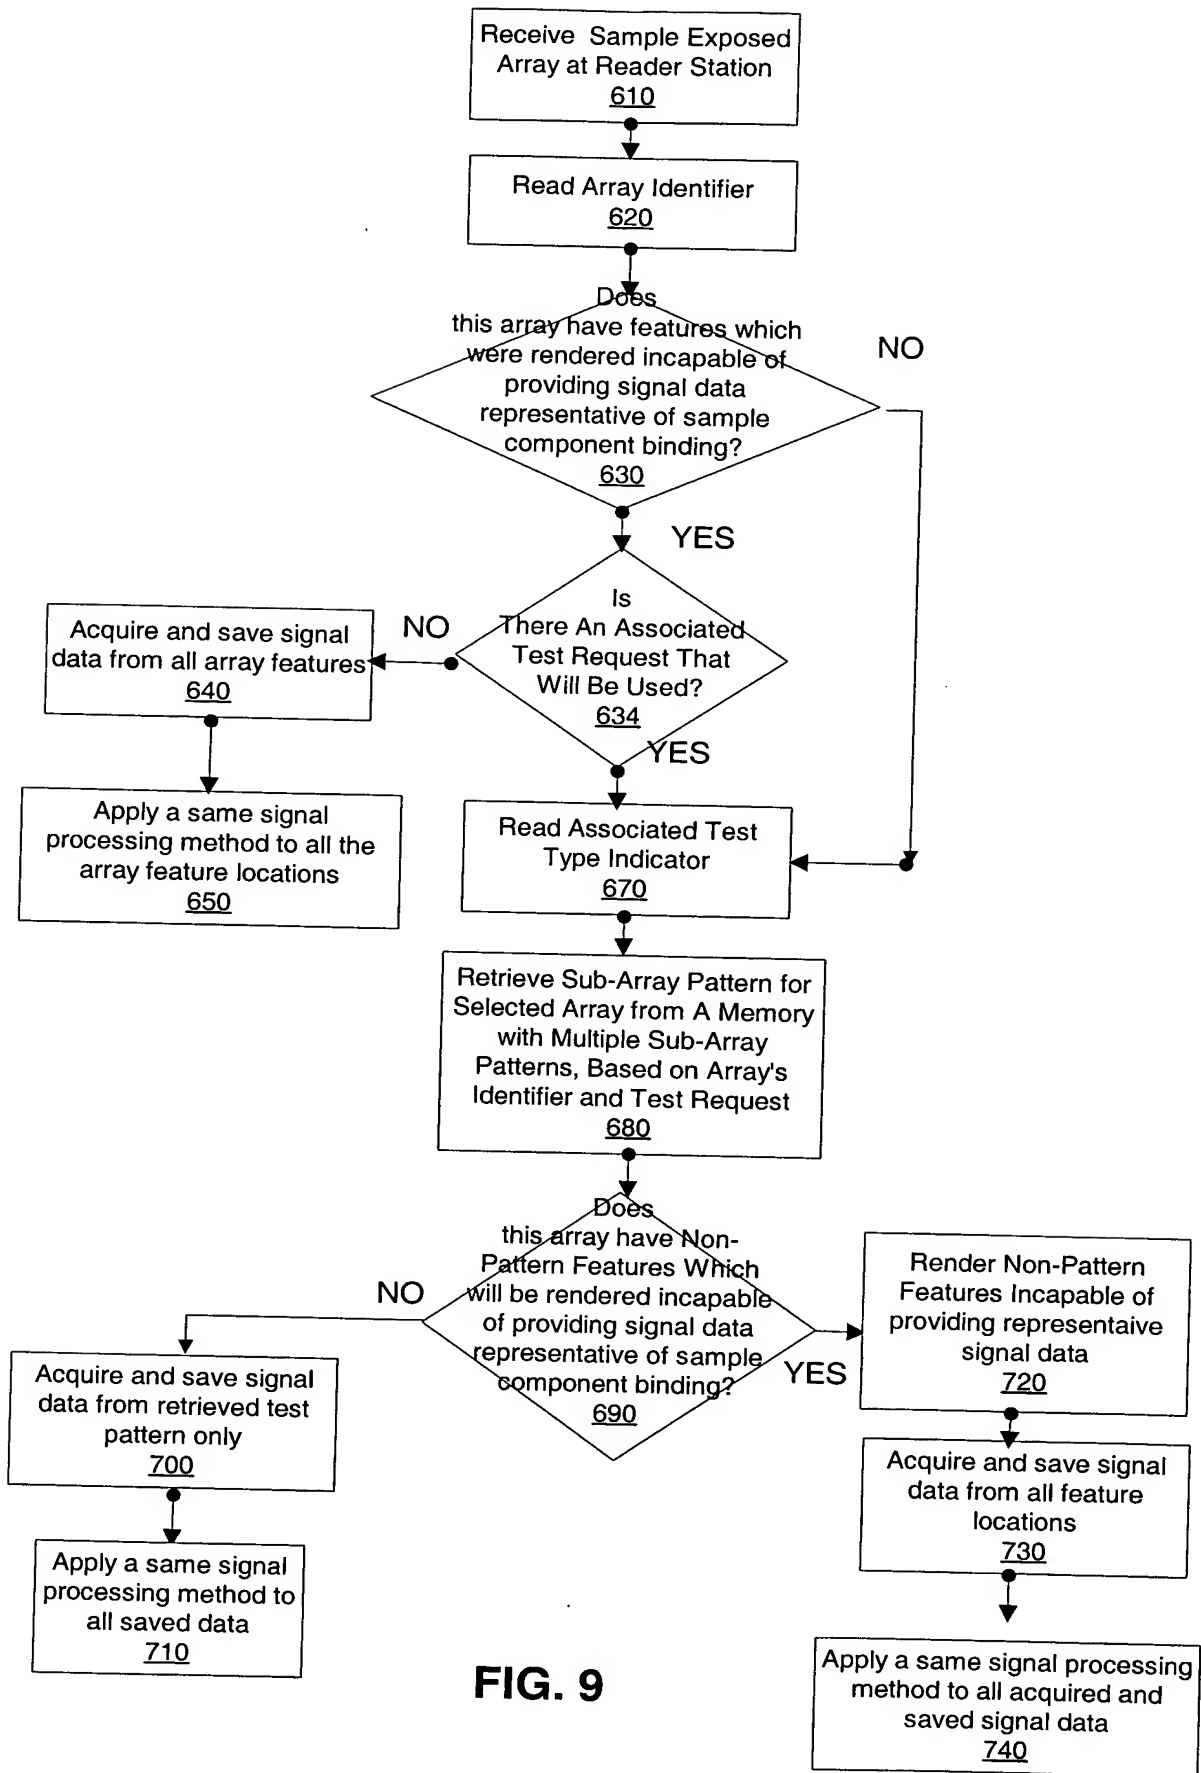 Receive Sample Exposed
Array at Reader Station
610
Read Array Identifier
620
Does
this array have features which
were rendered incapable of
providing signal data
representative of sample
component binding?
630
NO
YES
Is
There An Associated
Test Request That
Will Be Used?
634
NO
YES
Acquire and save signal
data from all array features
640
Apply a same signal
processing method to all the
array feature locations
650
Read Associated Test
Type Indicator
670
Retrieve Sub-Array Pattern for
Selected Array from A Memory
with Multiple Sub-Array
Patterns, Based on Array's
Identifier and Test Request
680
Does
this array have Non-
Pattern Features Which
will be rendered incapable
of providing signal data
representative of sample
component binding?
690
NO
YES
Acquire and save signal
data from retrieved test
pattern only
700
Apply a same signal
processing method to
all saved data
710
Render Non-Pattern
Features Incapable of
providing representaive
signal data
720
Acquire and save signal
data from all feature
locations
730
Apply a same signal processing
method to all acquired and
saved signal data
740
FIG. 9